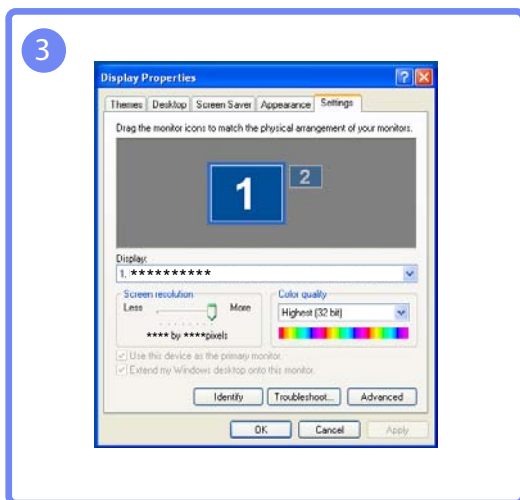 3
Display Properties
Themes Desktop Screen Saver Appearance Settings
Drag the monitor icons to match the physical arrangement of your monitors.
1 2
Display:
1. **********
Screen resolution Color quality
Less More Highest (32 bit)
**** by ****pixels
Use this device as the primary monitor.
Extend my Windows desktop onto this monitor.
Identify Troubleshoot... Advanced
OK Cancel Apply